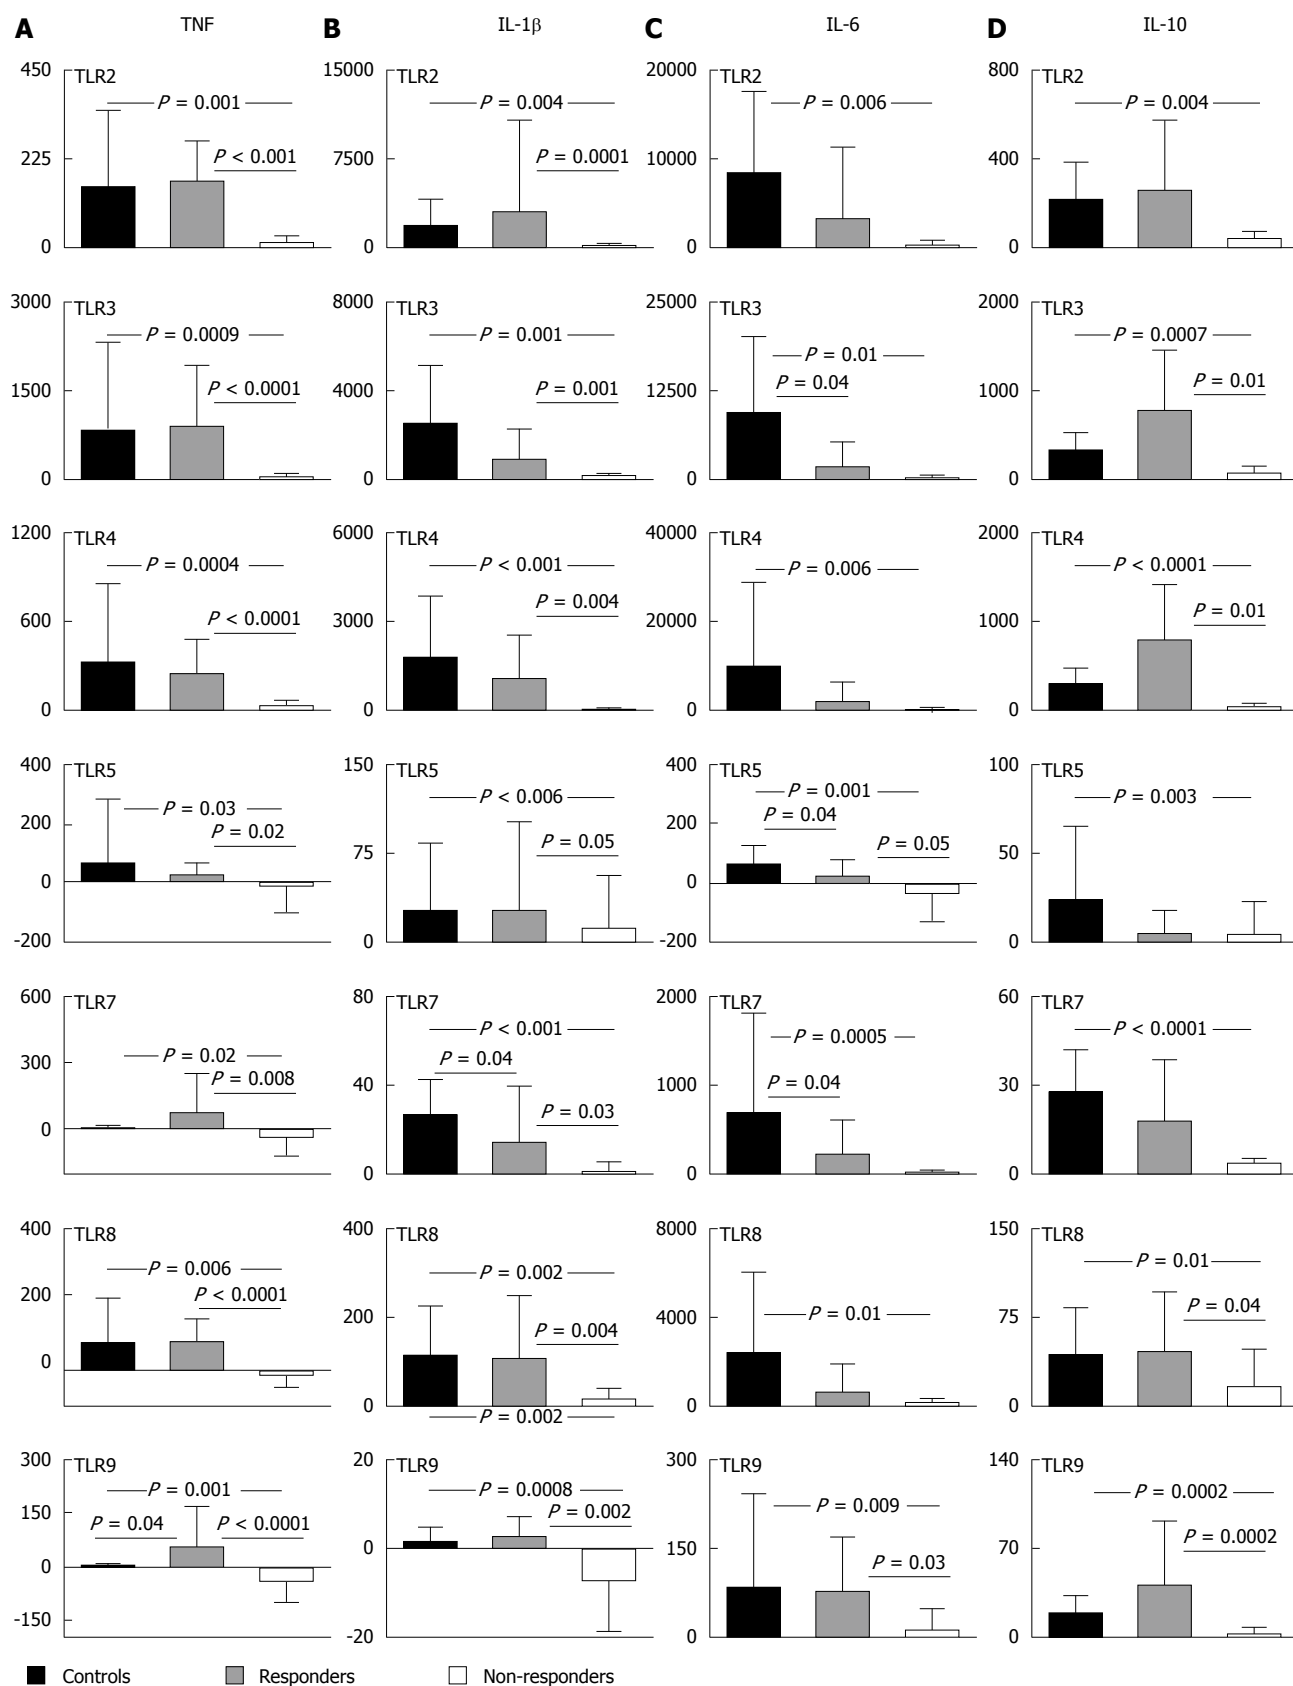 A TNF B IL-1β C IL-6 D IL-10
450 TLR2 15000 TLR2 20000 TLR2 800 TLR2
P = 0.001 P = 0.004 P = 0.006 P = 0.004
225 P < 0.001 7500 P = 0.0001 10000 400
0 0 0 0
3000 TLR3 8000 TLR3 25000 TLR3 2000 TLR3
P = 0.0009 P = 0.001 P = 0.01 P = 0.0007
1500 P < 0.0001 4000 P = 0.001 12500 P = 0.04 1000 P = 0.01
0 0 0 0
1200 TLR4 6000 TLR4 40000 TLR4 2000 TLR4
P = 0.0004 P < 0.001 P = 0.006 P < 0.0001
600 P < 0.0001 3000 P = 0.004 20000 1000 P = 0.01
0 0 0 0
400 TLR5 150 TLR5 400 TLR5 100 TLR5
P = 0.03 P < 0.006 P = 0.001 P = 0.003
200 P = 0.02 75 P = 0.05 200 P = 0.04 P = 0.05 50
0 0
-200 0 -200 0
600 TLR7 80 TLR7 2000 TLR7 60 TLR7
P < 0.001 P = 0.0005 P < 0.0001
300 P = 0.02 P = 0.04
P = 0.008 40 P = 0.03 1000 P = 0.04 30
0 0 0 0
400 TLR8 400 TLR8 8000 TLR8 150 TLR8
P = 0.006 P = 0.002 P = 0.01
200 P < 0.0001 200 P = 0.004 4000 P = 0.01 75 P = 0.04
0 0 0 0
P = 0.002
300 TLR9 20 TLR9 300 TLR9 140 TLR9
P = 0.001 P = 0.0008 P = 0.009 P = 0.0002
150 P = 0.04 P < 0.0001 P = 0.002
0 0 150 P = 0.03 70 P = 0.0002
-150 -20 0 0
Controls Responders Non-responders